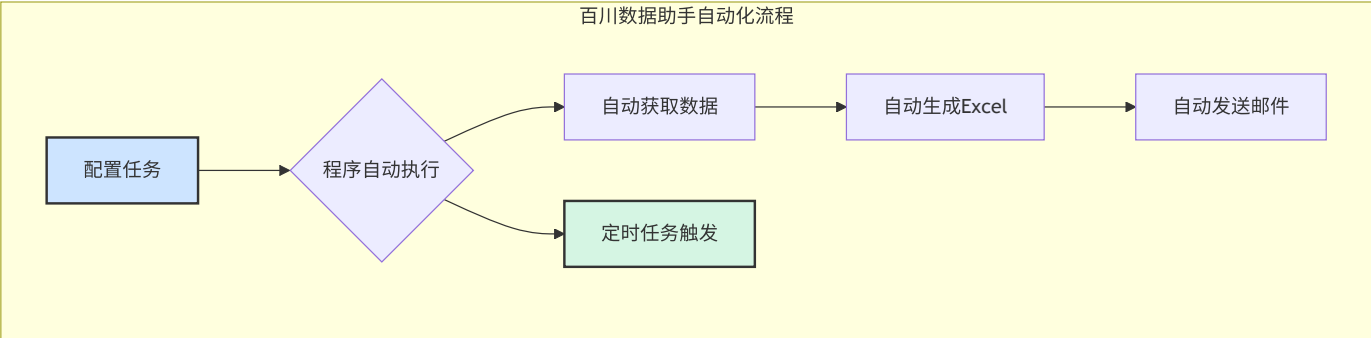 百川数据助手自动化流程
配置任务
程序自动执行
自动获取数据
自动生成Excel
自动发送邮件
定时任务触发